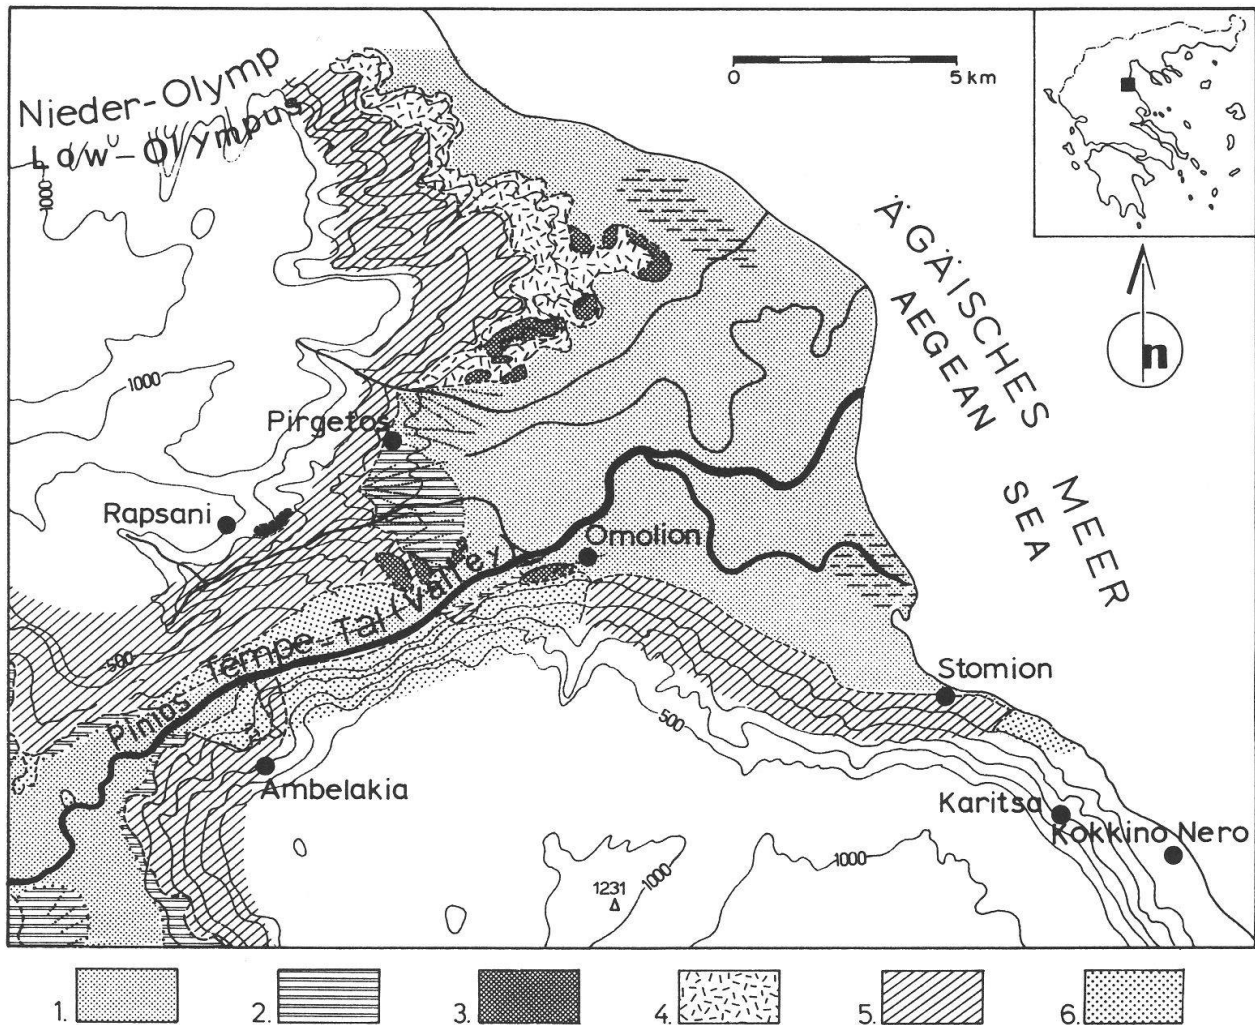 Nieder-Olymp
Low-Olympus
1000
0
5 km
ÄGÄISCHES MEER
AEGEAN SEA
n
1000
Pirgetos
Rapsani
Omolion
500
Pinios-Tempe-Tal (Valley)
Stomion
500
Ambelakia
Karitsa
Kokkino Nero
1231
1000
1000
1.
2.
3.
4.
5.
6.